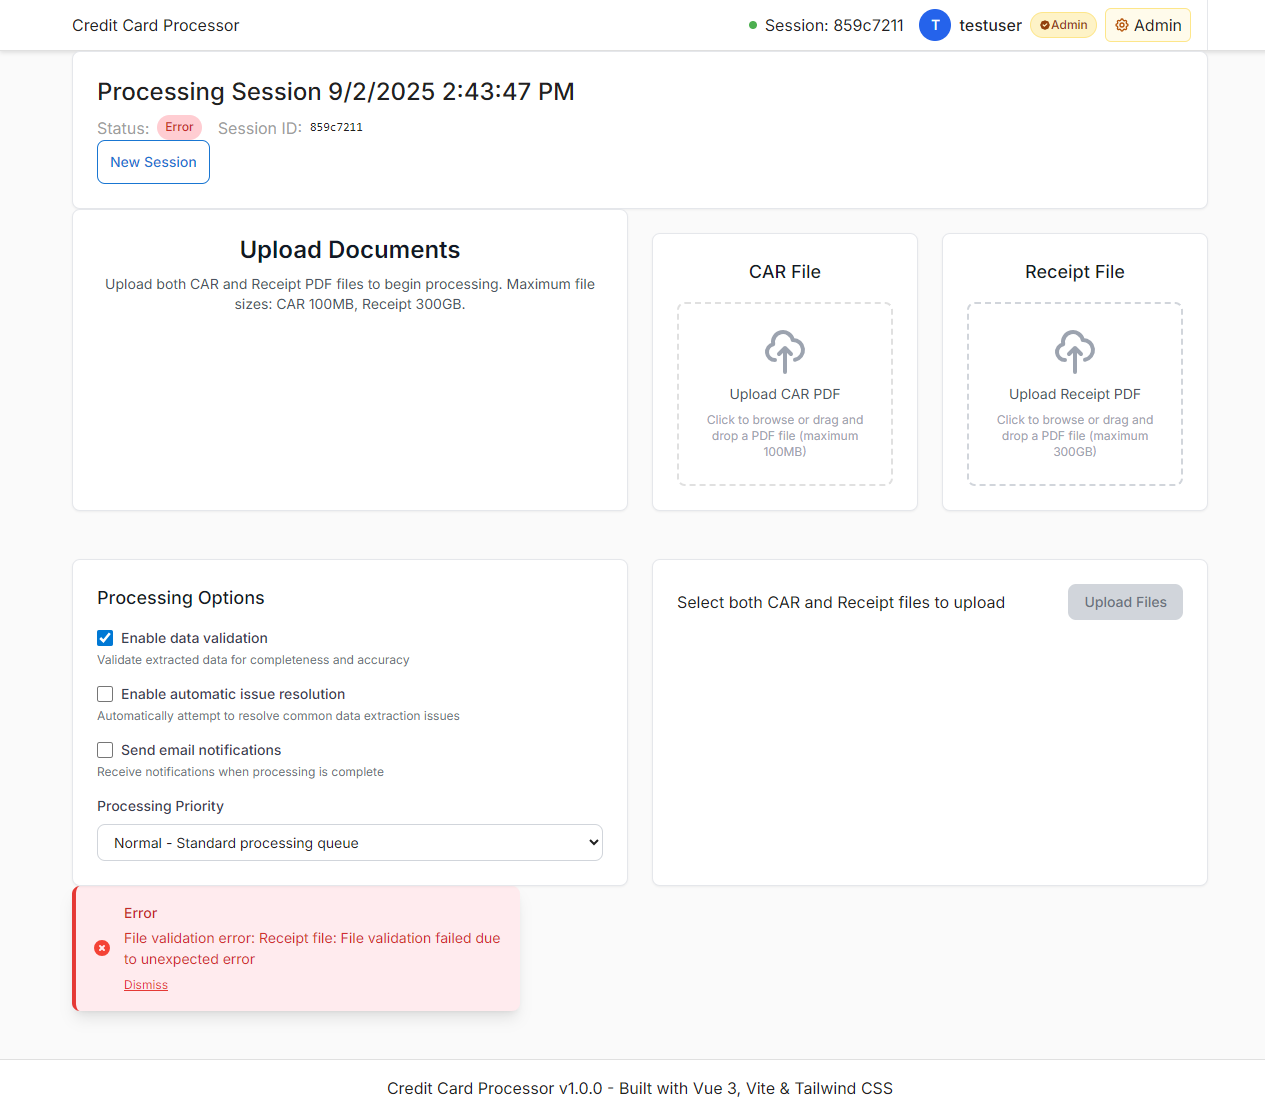 Credit Card Processor
Session: 859c7211
T
testuser
Admin
Admin
Processing Session 9/2/2025 2:43:47 PM
Status: Error Session ID: 859c7211
New Session
Upload Documents
Upload both CAR and Receipt PDF files to begin processing. Maximum file
sizes: CAR 100MB, Receipt 300GB.
CAR File
Upload CAR PDF
Click to browse or drag and
drop a PDF file (maximum
100MB)
Receipt File
Upload Receipt PDF
Click to browse or drag and
drop a PDF file (maximum
300GB)
Processing Options
Enable data validation
Validate extracted data for completeness and accuracy
Enable automatic issue resolution
Automatically attempt to resolve common data extraction issues
Send email notifications
Receive notifications when processing is complete
Processing Priority
Normal - Standard processing queue
Select both CAR and Receipt files to upload
Upload Files
Error
File validation error: Receipt file: File validation failed due
to unexpected error
Dismiss
Credit Card Processor v1.0.0 - Built with Vue 3, Vite & Tailwind CSS